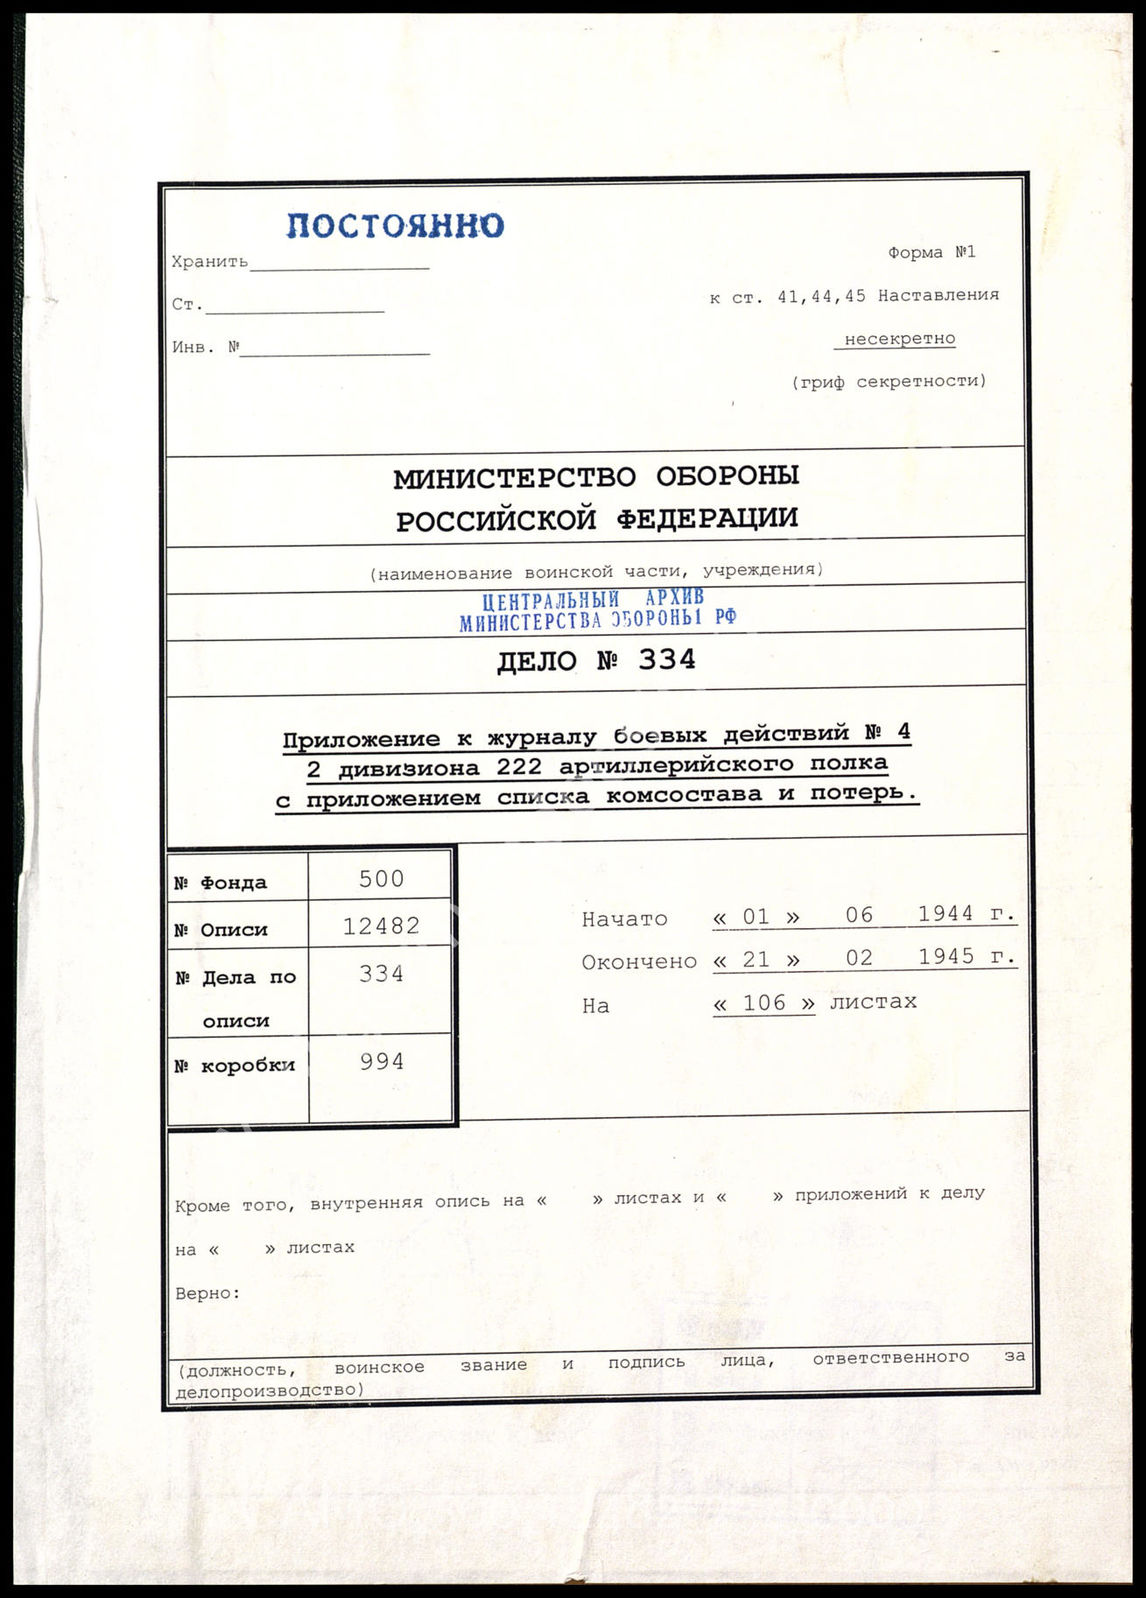 ПОСТОЯННО
Хранить
Форма №1
Ст.
к ст. 41,44,45 Наставления
Инв. №
несекретно
(гриф секретности)
МИНИСТЕРСТВО ОБОРОНЫ
РОССИЙСКОЙ ФЕДЕРАЦИИ
(наименование воинской части, учреждения)
ЦЕНТРАЛЬНЫЙ АРХИВ
МИНИСТЕРСТВА ОБОРОНЫ РФ
ДЕЛО № 334
Приложение к журналу боевых действий № 4
2 дивизиона 222 артиллерийского полка
с приложением списка комсостава и потерь.
№ Фонда 500
№ Описи 12482
№ Дела по 334
описи
№ коробки 994
Начато « 01 » 06 1944 г.
Окончено « 21 » 02 1945 г.
На « 106 » листах
Кроме того, внутренняя опись на « » листах и « » приложений к делу
на « » листах
Верно:
(должность, воинское звание и подпись лица, ответственного за
делопроизводство)